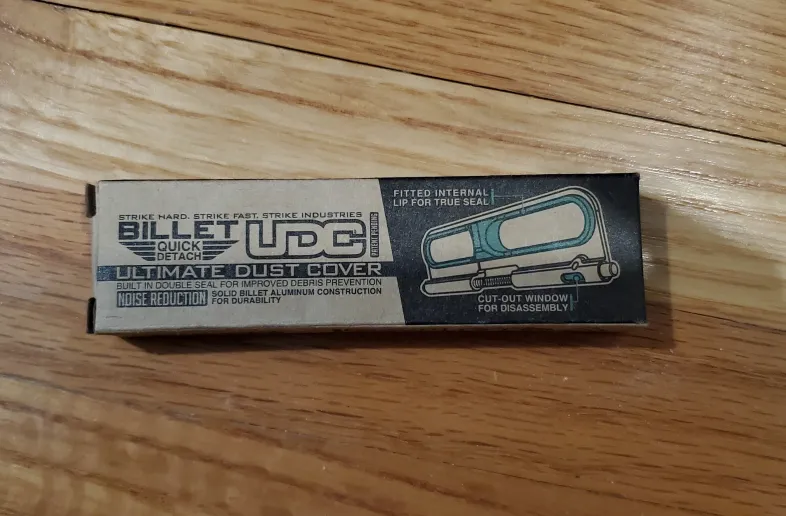 STRIKE HARD. STRIKE FAST. STRIKE INDUSTRIES
BILLET
QUICK
DETACH
UDC
PATENT PENDING
ULTIMATE DUST COVER
BUILT IN DOUBLE SEAL FOR IMPROVED DEBRIS PREVENTION
NOISE REDUCTION
SOLID BILLET ALUMINUM CONSTRUCTION
FOR DURABILITY
FITTED INTERNAL
LIP FOR TRUE SEAL
CUT-OUT WINDOW
FOR DISASSEMBLY